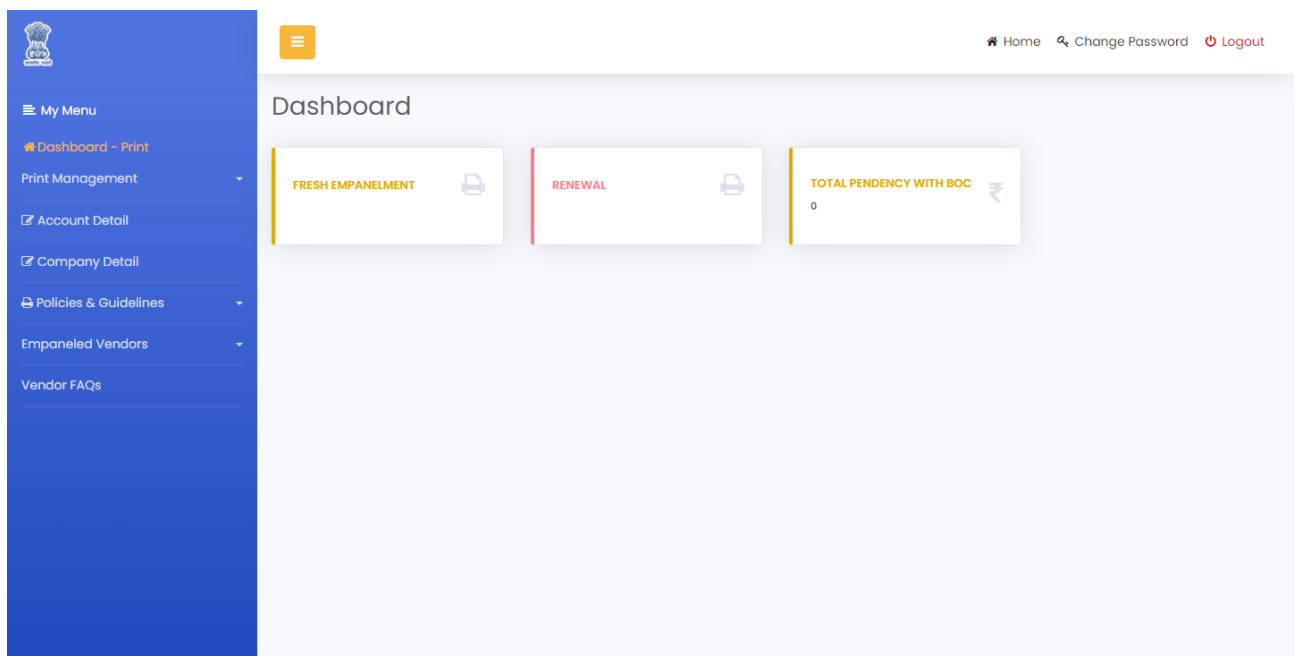 Home Change Password Logout
My Menu
Dashboard - Print
Print Management
Account Detail
Company Detail
Policies & Guidelines
Empaneled Vendors
Vendor FAQs
Dashboard
FRESH EMPANELMENT
RENEWAL
TOTAL PENDENCY WITH BOC
0